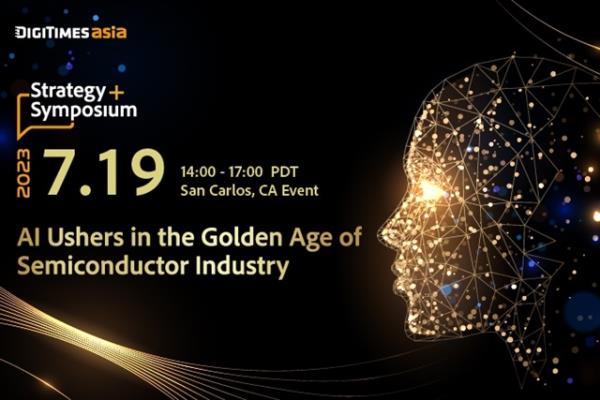 DIGITIMES asia
Strategy+
Symposium
2023
7.19
14:00 - 17:00 PDT
San Carlos, CA Event
AI Ushers in the Golden Age of
Semiconductor Industry